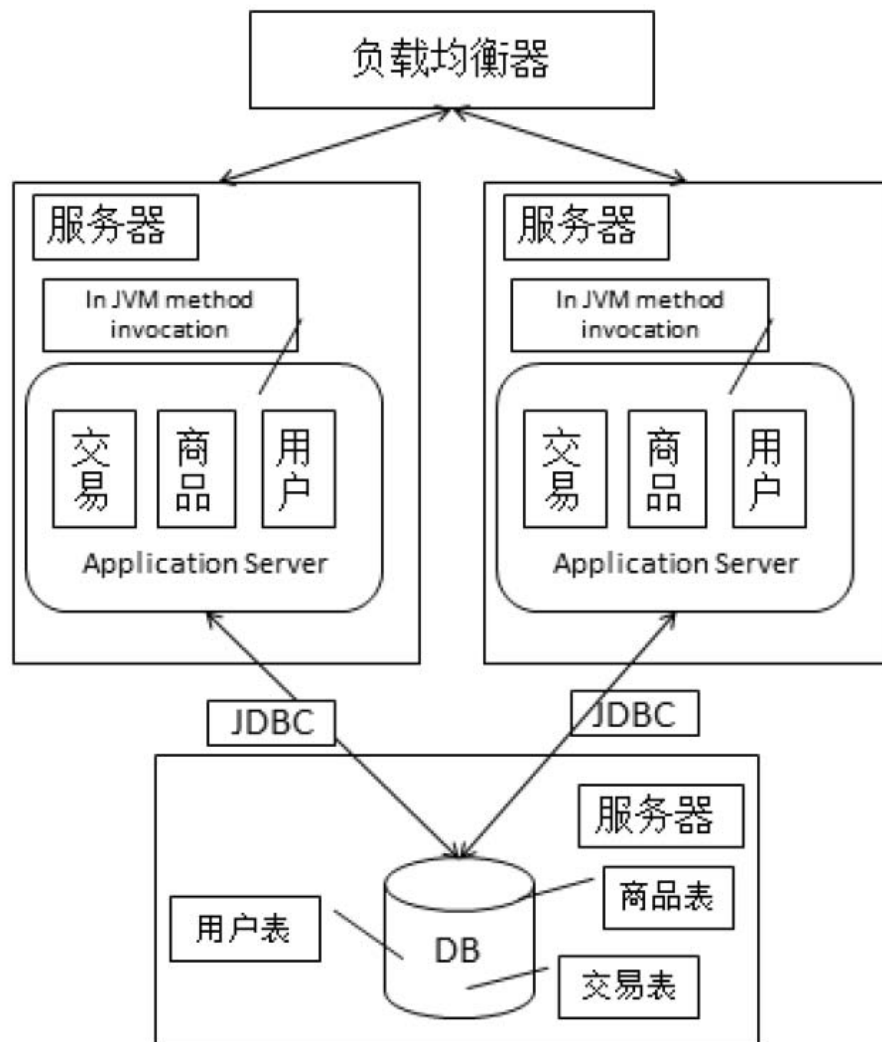 负载均衡器
服务器
In JVM method
invocation
交
易
商
品
用
户
Application Server
服务器
In JVM method
invocation
交
易
商
品
用
户
Application Server
JDBC
JDBC
服务器
用户表
DB
商品表
交易表